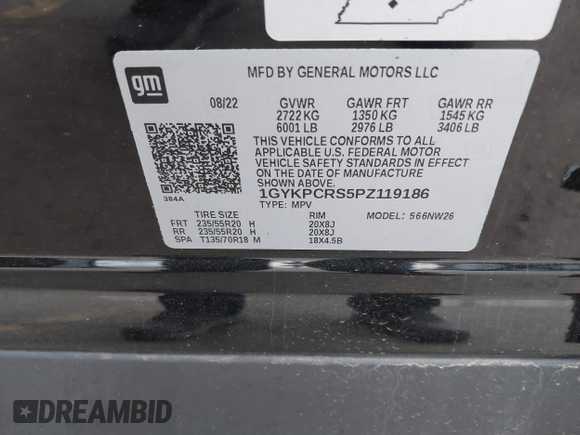 gm
MFD BY GENERAL MOTORS LLC
08/22 GVWR GAWR FRT GAWR RR
2722 KG 1350 KG 1545 KG
6001 LB 2976 LB 3406 LB
THIS VEHICLE CONFORMS TO ALL
APPLICABLE U.S. FEDERAL MOTOR
VEHICLE SAFETY STANDARDS IN EFFECT
ON THE DATE OF MANUFACTURE
SHOWN ABOVE.
384A
1GYKPCRS5PZ119186
TYPE: MPV MODEL: 566NW26
TIRE SIZE RIM
FRT 235/55R20 H 20X8J
RR 235/55R20 H 20X8J
SPA T135/70R18 M 18X4.5B
DREAMBID